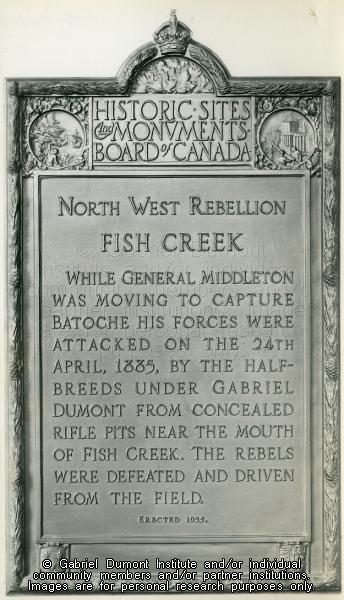 HISTORIC · SITES
And MONVMENTS
BOARD of CANADA
NORTH WEST REBELLION
FISH CREEK
WHILE GENERAL MIDDLETON
WAS MOVING TO CAPTURE
BATOCHE HIS FORCES WERE
ATTACKED ON THE 24TH
APRIL, 1885, BY THE HALF-
BREEDS UNDER GABRIEL
DUMONT FROM CONCEALED
RIFLE PITS NEAR THE MOUTH
OF FISH CREEK. THE REBELS
WERE DEFEATED AND DRIVEN
FROM THE FIELD.
ERECTED 1935.
© Gabriel Dumont Institute and/or individual
community members and/or partner institutions.
Images are for personal research purposes only.